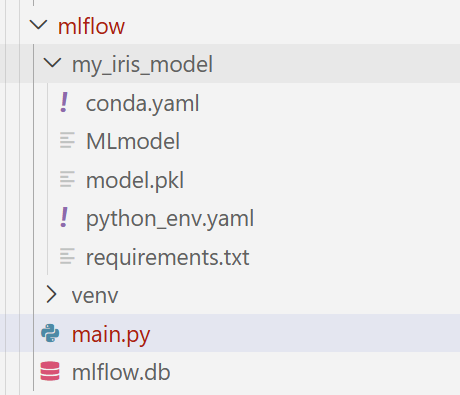 mlflow
my_iris_model
conda.yaml
MLmodel
model.pkl
python_env.yaml
requirements.txt
venv
main.py
mlflow.db